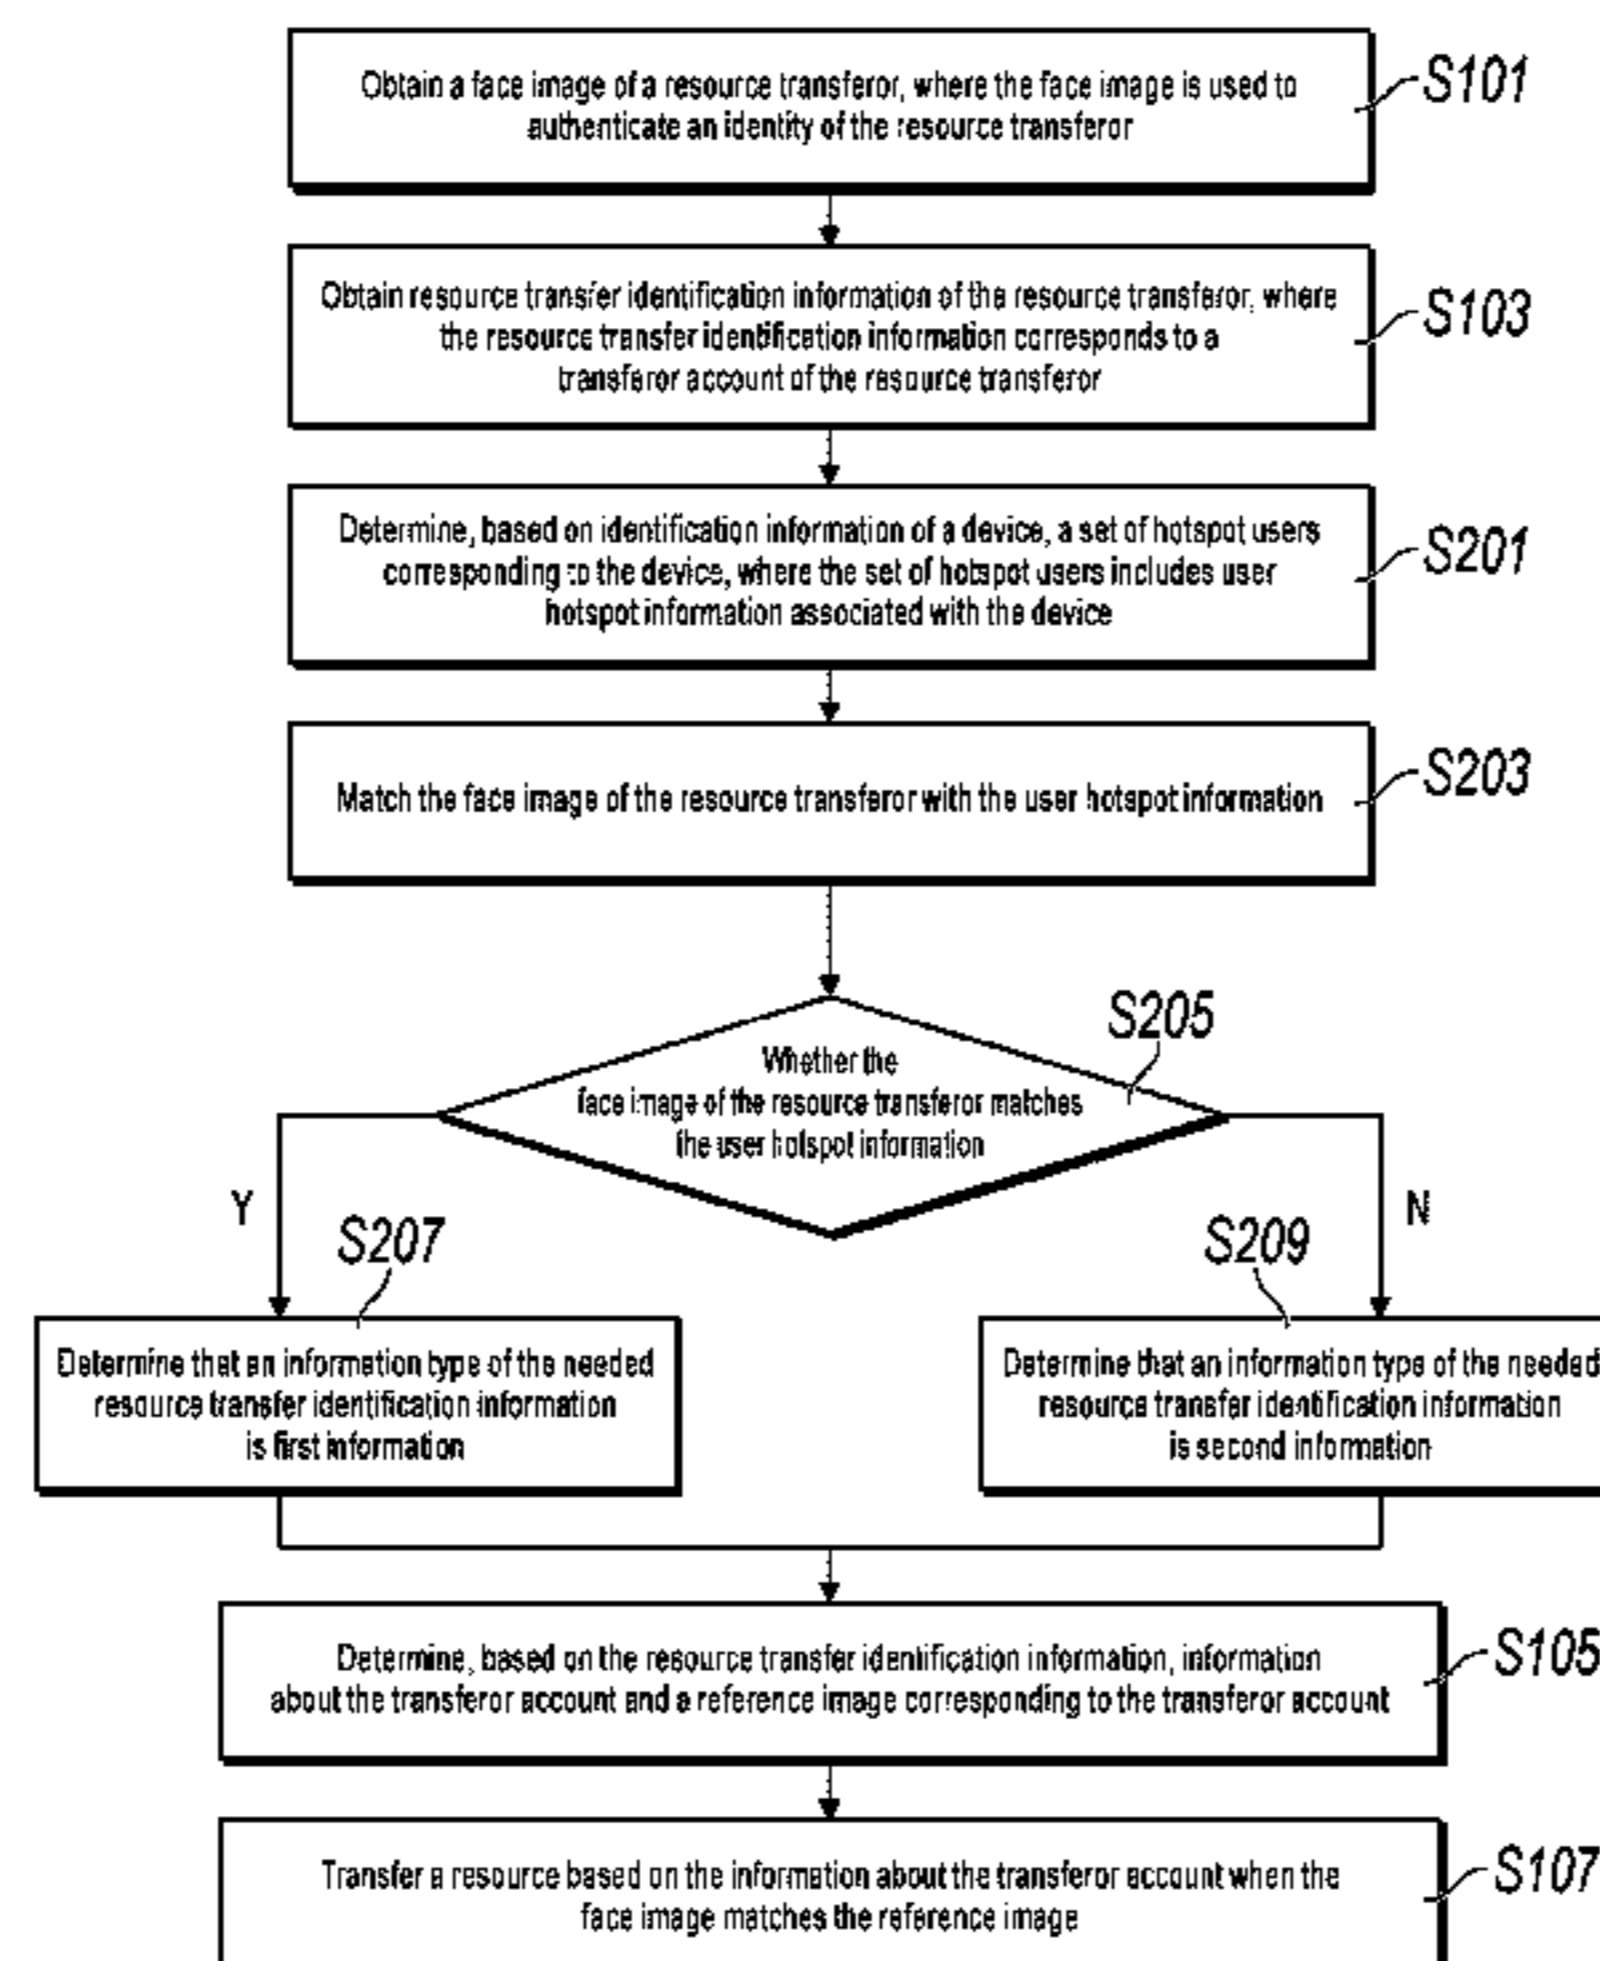 Obtain a face image of a resource transferor, where the face image is used to
authenticate an identity of the resource transferor
S101
Obtain resource transfer identification information of the resource transferor, where
the resource transfer identification information corresponds to a
transferor account of the resource transferor
S103
Determine, based on identification information of a device, a set of hotspot users
corresponding to the device, where the set of hotspot users includes user
hotspot information associated with the device
S201
Match the face image of the resource transferor with the user hotspot information
S203
S205
Whether the
face image of the resource transferor matches
the user hotspot information
Y
N
S207
S209
Determine that an information type of the needed
resource transfer identification information
is first information
Determine that an information type of the needed
resource transfer identification information
is second information
Determine, based on the resource transfer identification information, information
about the transferor account and a reference image corresponding to the transferor account
S105
Transfer a resource based on the information about the transferor account when the
face image matches the reference image
S107